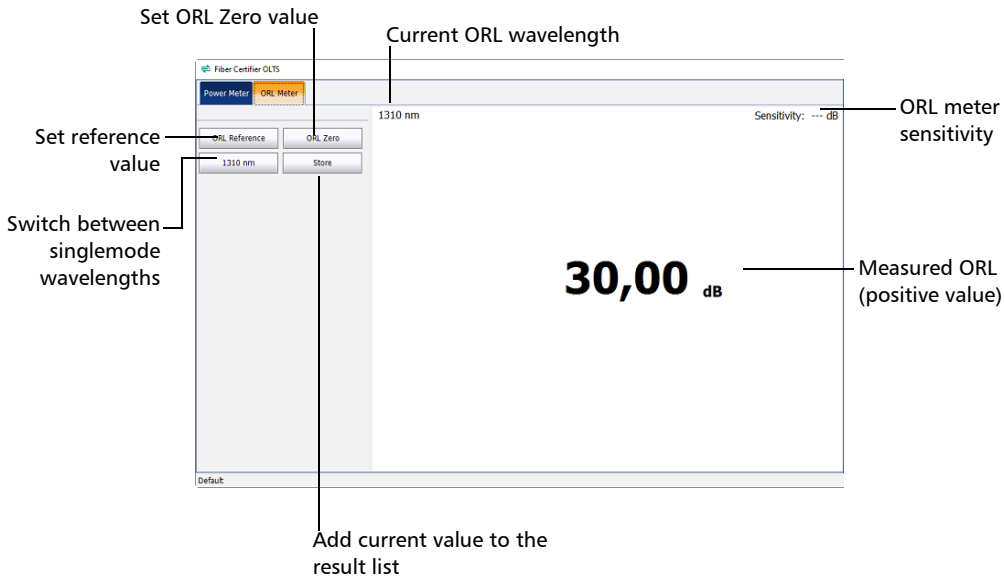 Set ORL Zero value
Current ORL wavelength
Fiber Certifier OLTS
Power Meter
ORL Meter
1310 nm
Sensitivity: --- dB
ORL meter
sensitivity
Set reference
value
ORL Reference
ORL Zero
1310 nm
Store
Switch between
singlemode
wavelengths
30,00 dB
Measured ORL
(positive value)
Default
Add current value to the
result list